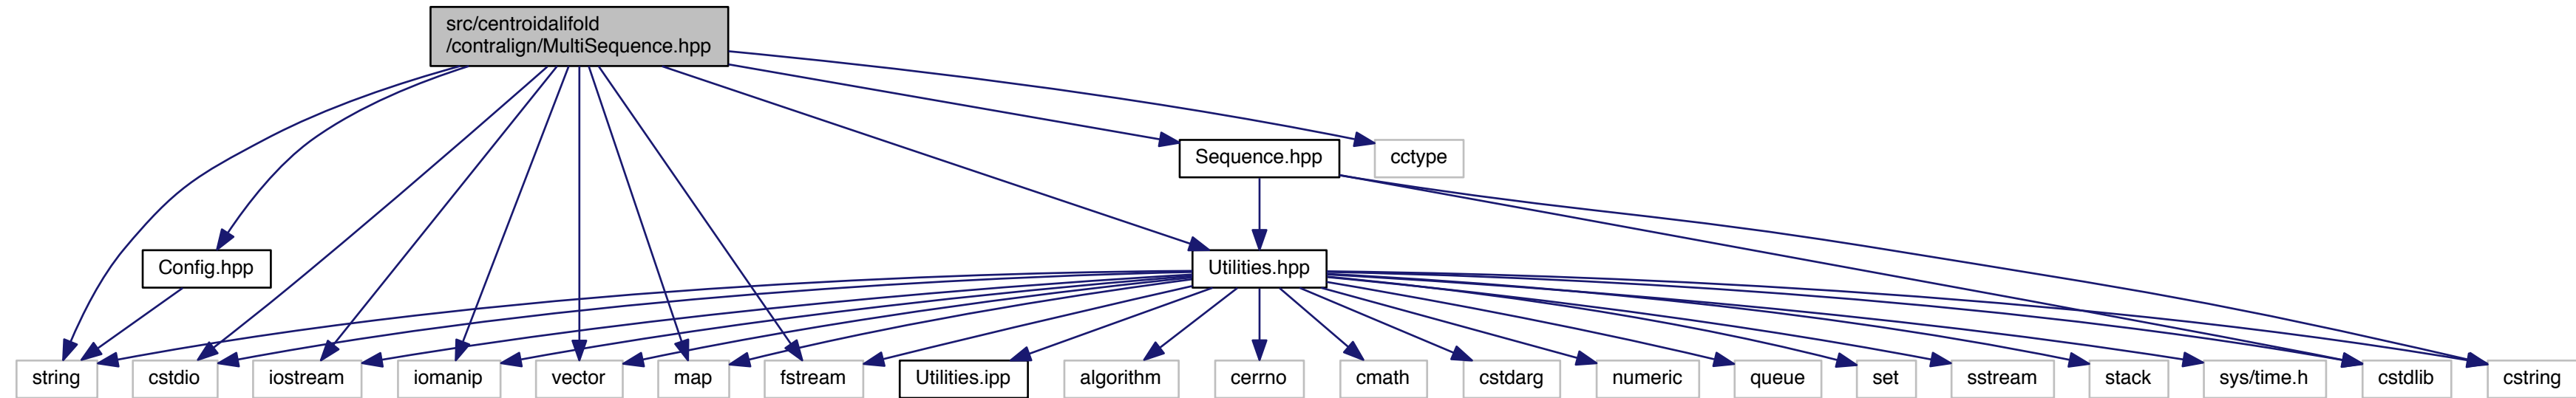 src/centroidalifold
/contralign/MultiSequence.hpp
Sequence.hpp
cctype
Config.hpp
Utilities.hpp
string
cstdio
iostream
iomanip
vector
map
fstream
Utilities.ipp
algorithm
cerrno
cmath
cstdarg
numeric
queue
set
sstream
stack
sys/time.h
cstdlib
cstring